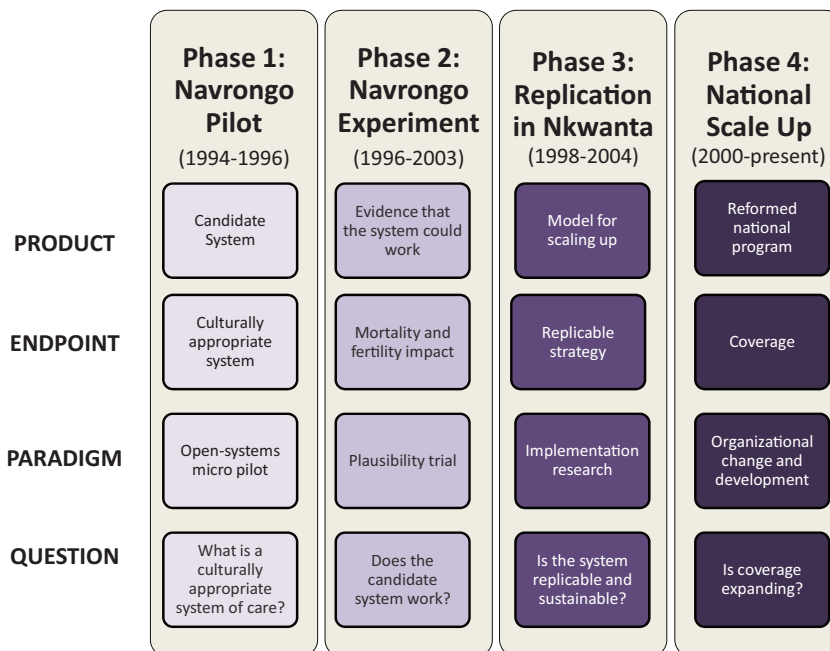 Phase 1:
Navrongo
Pilot
(1994-1996)
Phase 2:
Navrongo
Experiment
(1996-2003)
Phase 3:
Replication
in Nkwanta
(1998-2004)
Phase 4:
National
Scale Up
(2000-present)
PRODUCT
Candidate
System
Evidence that
the system could
work
Model for
scaling up
Reformed
national
program
ENDPOINT
Culturally
appropriate
system
Mortality and
fertility impact
Replicable
strategy
Coverage
PARADIGM
Open-systems
micro pilot
Plausibility trial
Implementation
research
Organizational
change and
development
QUESTION
What is a
culturally
appropriate
system of care?
Does the
candidate
system work?
Is the system
replicable and
sustainable?
Is coverage
expanding?